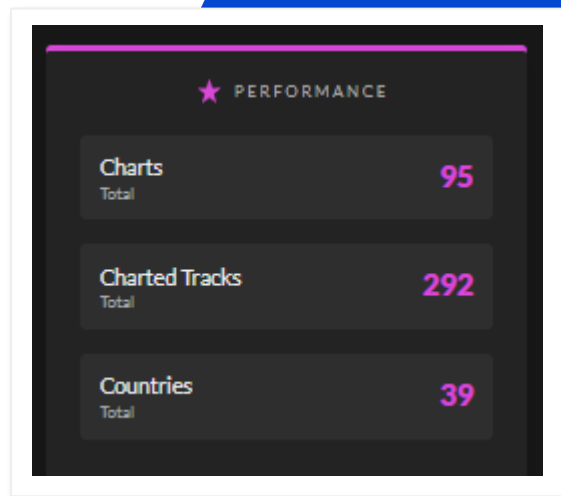 PERFORMANCE
Charts
Total
95
Charted Tracks
Total
292
Countries
Total
39